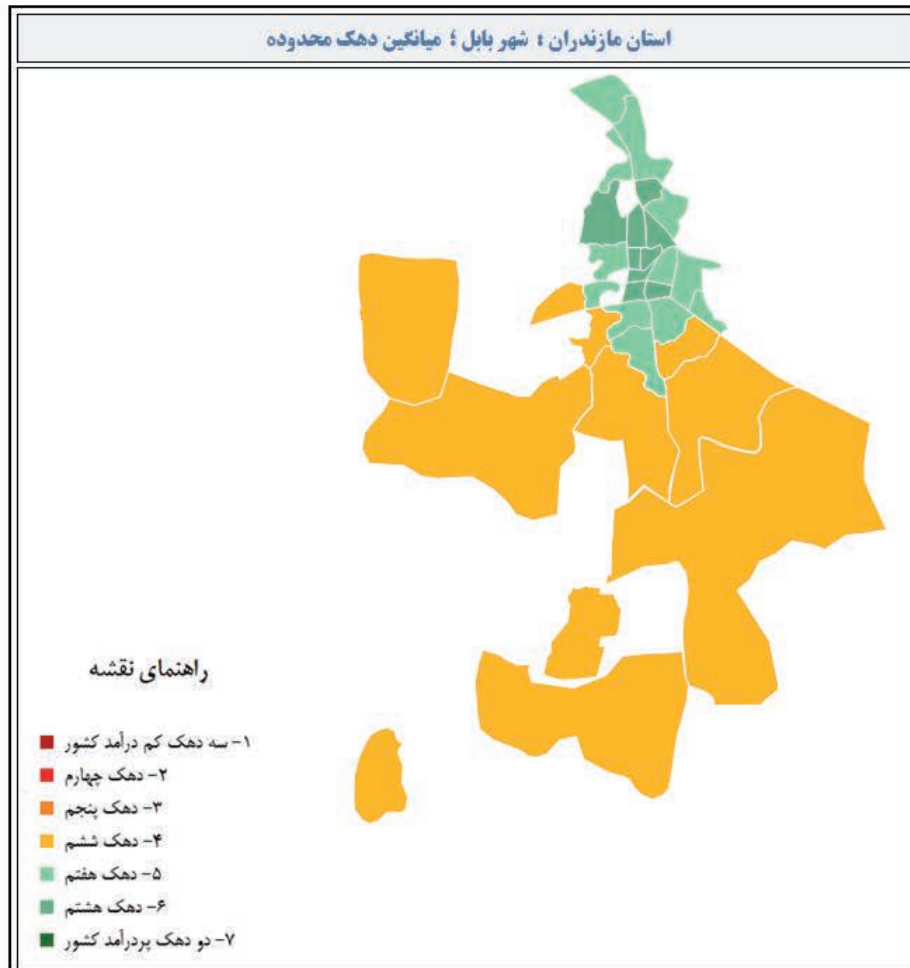 استان مازندران ؛ شهر بابل ؛ میانگین دهک محدوده
راهنمای نقشه
۱- سه دهک کم درآمد کشور
۲- دهک چهارم
۳- دهک پنجم
۴- دهک ششم
۵- دهک هفتم
۶- دهک هشتم
۷- دو دهک پردرآمد کشور